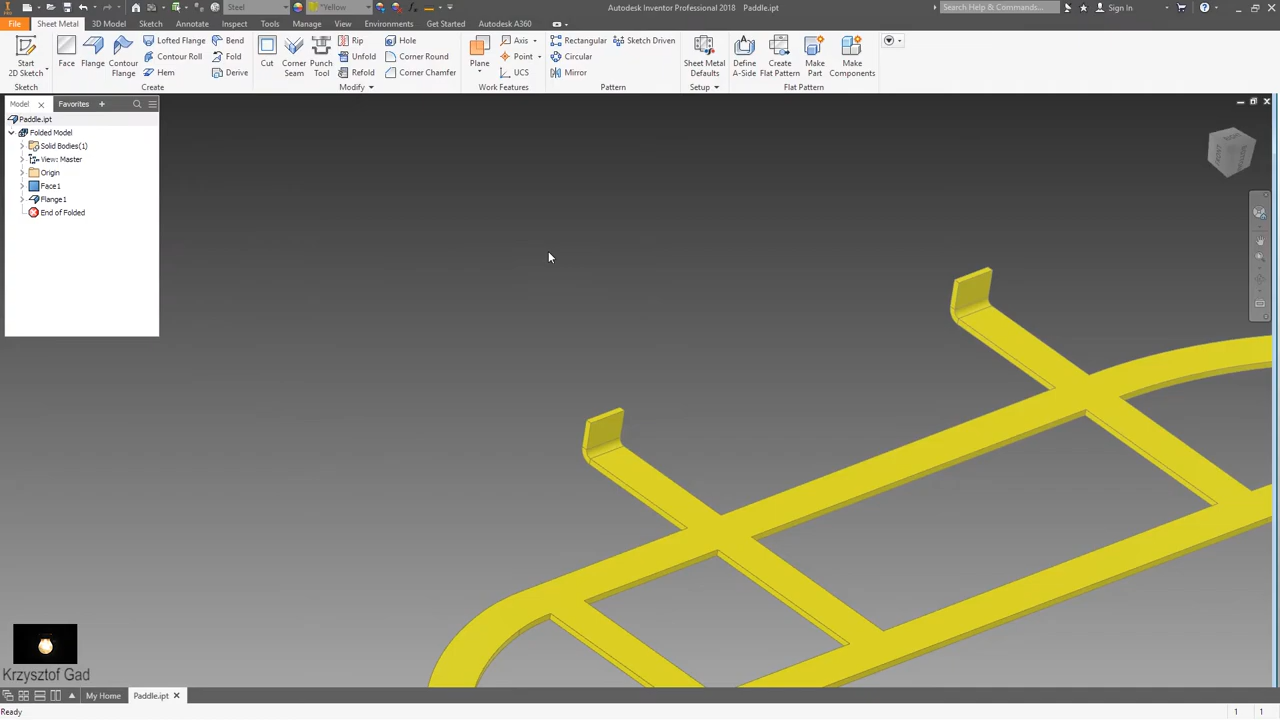 Autodesk Inventor Professional 2018 Paddle.ipt
Search Help & Commands...
Sign In
Steel
Yellow
File Sheet Metal 3D Model Sketch Annotate Inspect Tools Manage View Environments Get Started Autodesk A360
Start
2D Sketch
Sketch
Face
Flange
Contour
Flange
Lofted Flange
Contour Roll
Hem
Bend
Fold
Derive
Create
Cut
Corner
Seam
Punch
Tool
Rip
Unfold
Refold
Hole
Corner Round
Corner Chamfer
Modify
Plane
Axis
Point
UCS
Work Features
Rectangular
Circular
Mirror
Sketch Driven
Pattern
Sheet Metal
Defaults
Setup
Define
A-Side
Create
Flat Pattern
Make
Part
Make
Components
Flat Pattern
Model
Favorites
Paddle.ipt
Folded Model
Solid Bodies(1)
View: Master
Origin
Face1
Flange1
End of Folded
Krzysztof Gad
My Home
Paddle.ipt
Ready
1 1